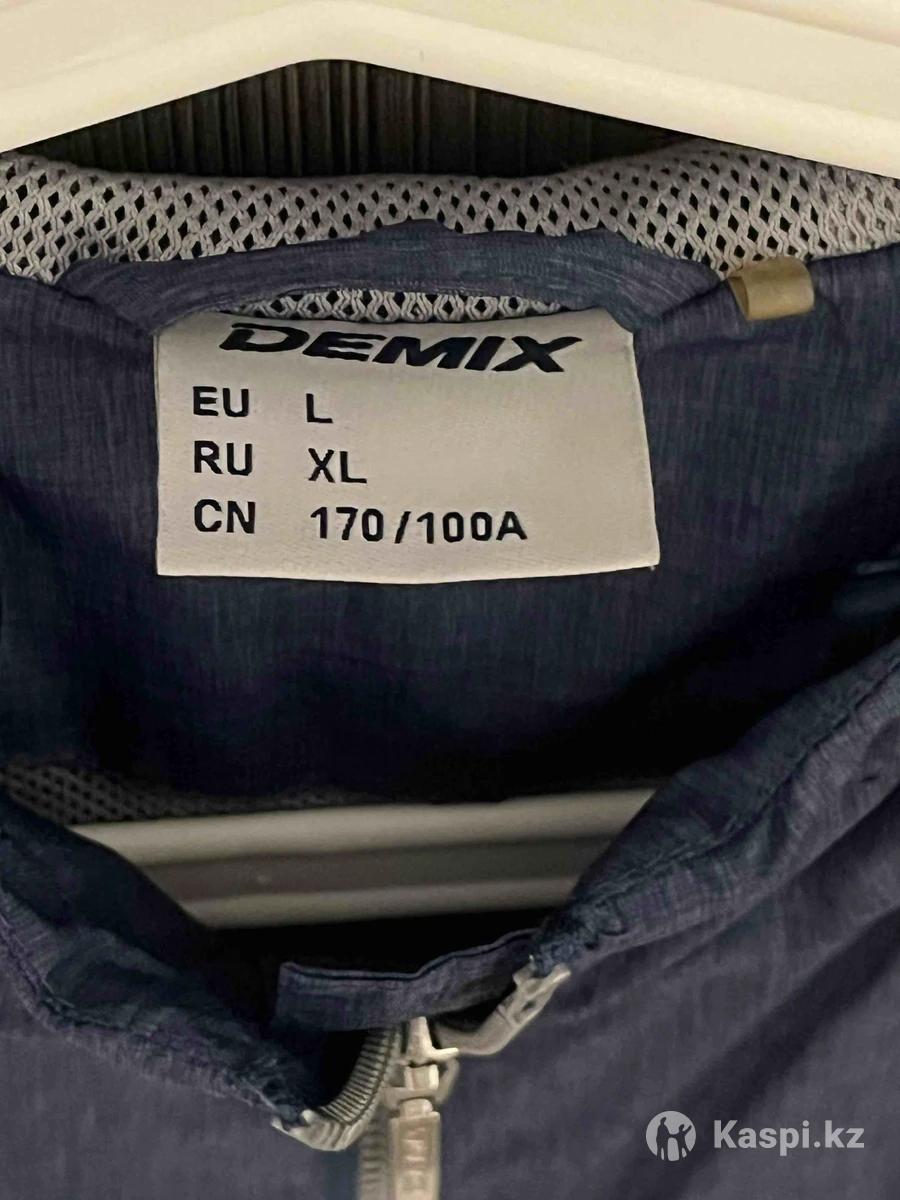 DEMIX
EU L
RU XL
CN 170/100A
Kaspi.kz